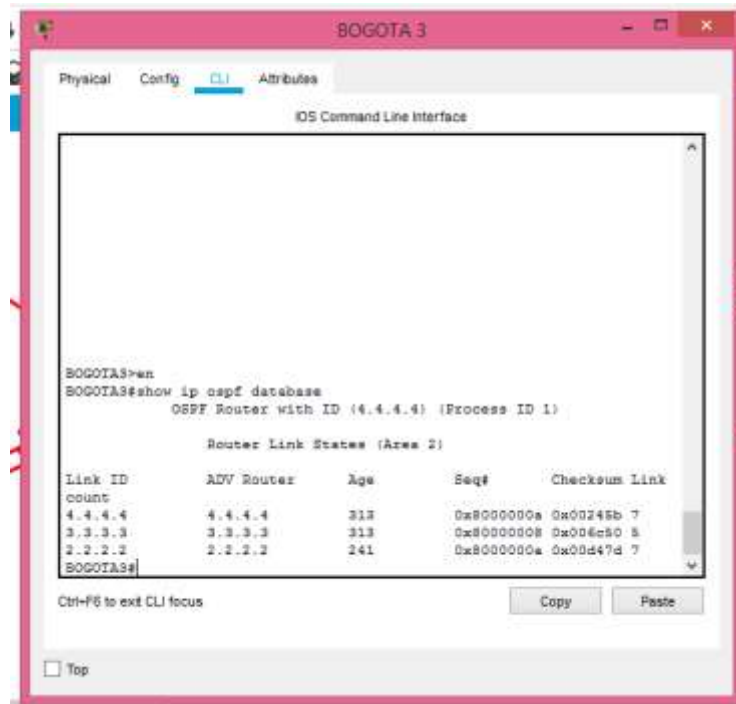 BOGOTA 3
Physical Config CLI Attributes
IOS Command Line Interface
BOGOTA3>en
BOGOTA3#show ip ospf database
OSPF Router with ID (4.4.4.4) (Process ID 1)
Router Link States (Area 2)
Link ID ADV Router Age Seq# Checksum Link
count
4.4.4.4 4.4.4.4 313 0x8000000a 0x00245b 7
3.3.3.3 3.3.3.3 313 0x80000008 0x006c50 5
2.2.2.2 2.2.2.2 241 0x8000000a 0x00d47d 7
BOGOTA3#
Ctrl+F6 to exit CLI focus
Copy Paste
Top